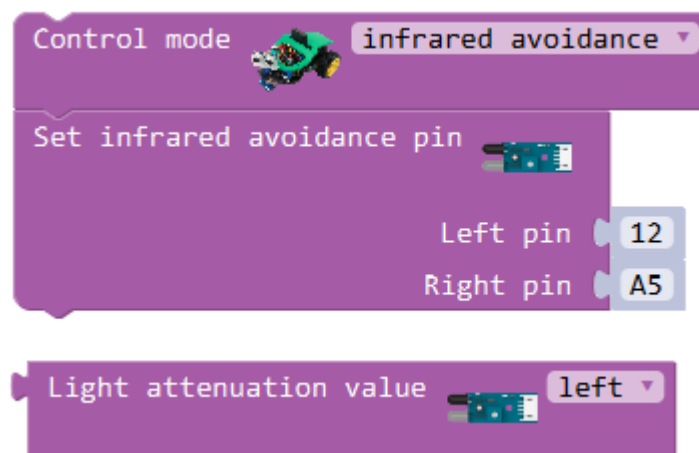 Control mode infrared avoidance
Set infrared avoidance pin
Left pin 12
Right pin A5
Light attenuation value left